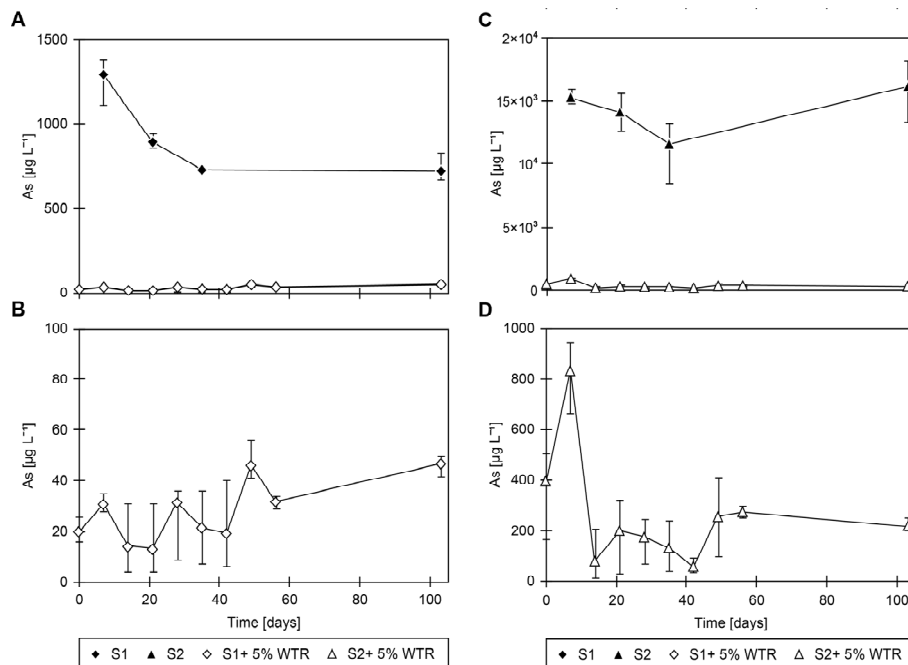 A
1500
1000
500
0
As [µg L⁻¹]
B
100
80
60
40
20
0
As [µg L⁻¹]
0 20 40 60 80 100
Time [days]
C
2×10⁴
15×10³
10⁴
5×10³
0
As [µg L⁻¹]
D
1000
800
600
400
200
0
As [µg L⁻¹]
0 20 40 60 80 100
Time [days]
S1 S2 S1+ 5% WTR S2+ 5% WTR
S1 S2 S1+ 5% WTR S2+ 5% WTR